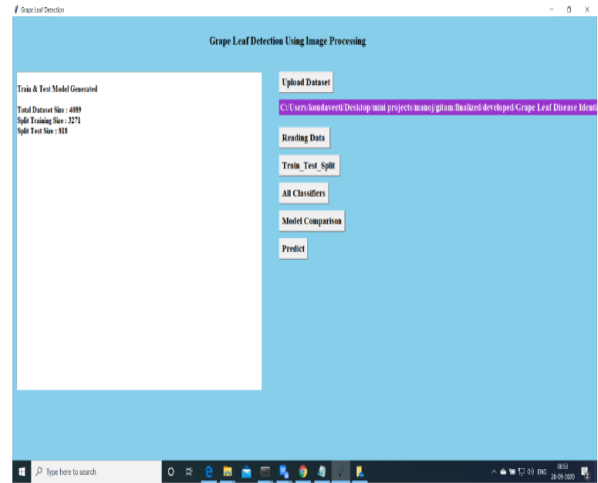 Grape Leaf Detection
Grape Leaf Detection Using Image Processing
Train & Test Model Generated
Total Dataset Size : 4089
Split Training Size : 3271
Split Test Size : 818
Upload Dataset
C:/Users/kondaveeti/Desktop/mini projects/manoj gitam/finalized/developed/Grape Leaf Disease Identi
Reading Data
Train_Test_Split
All Classifiers
Model Comparison
Predict
Type here to search
ENG
08:53
28-09-2020